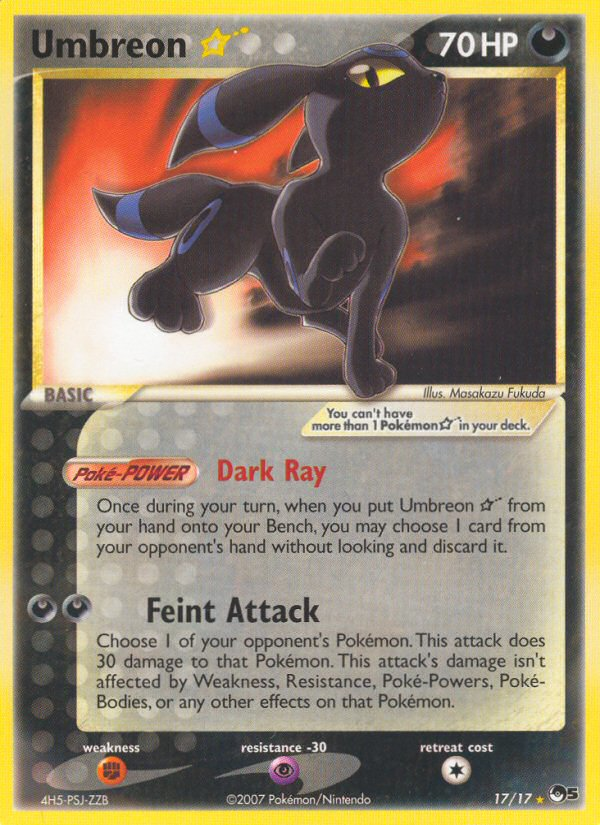 Umbreon ☆ 70 HP
BASIC
Illus. Masakazu Fukuda
You can't have
more than 1 Pokémon ☆ in your deck.
Poké-POWER Dark Ray
Once during your turn, when you put Umbreon ☆ from
your hand onto your Bench, you may choose 1 card from
your opponent's hand without looking and discard it.
Feint Attack
Choose 1 of your opponent's Pokémon. This attack does
30 damage to that Pokémon. This attack's damage isn't
affected by Weakness, Resistance, Poké-Powers, Poké-
Bodies, or any other effects on that Pokémon.
weakness resistance -30 retreat cost
4H5-PSJ-ZZB ©2007 Pokémon/Nintendo 17/17 ★ 5